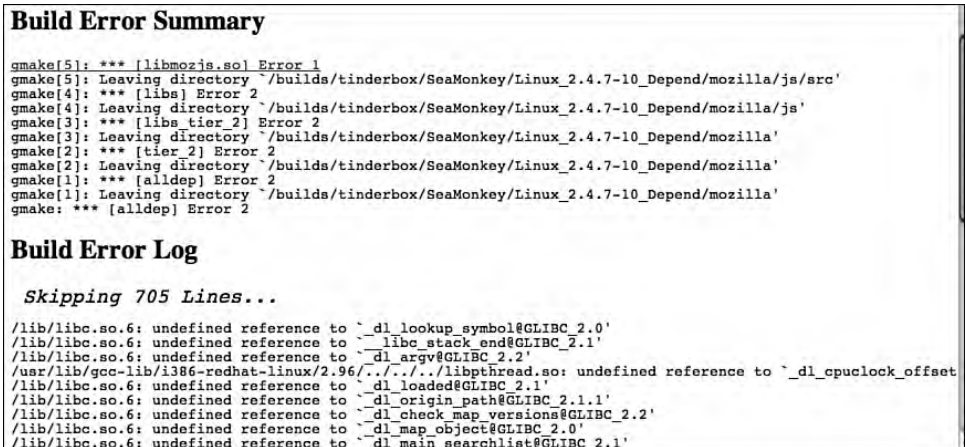 Build Error Summary
gmake[5]: *** [libmozjs.so] Error 1
gmake[5]: Leaving directory `/builds/tinderbox/SeaMonkey/Linux_2.4.7-10_Depend/mozilla/js/src'
gmake[4]: *** [libs] Error 2
gmake[4]: Leaving directory `/builds/tinderbox/SeaMonkey/Linux_2.4.7-10_Depend/mozilla/js'
gmake[3]: *** [libs_tier_2] Error 2
gmake[3]: Leaving directory `/builds/tinderbox/SeaMonkey/Linux_2.4.7-10_Depend/mozilla'
gmake[2]: *** [tier_2] Error 2
gmake[2]: Leaving directory `/builds/tinderbox/SeaMonkey/Linux_2.4.7-10_Depend/mozilla'
gmake[1]: *** [alldep] Error 2
gmake[1]: Leaving directory `/builds/tinderbox/SeaMonkey/Linux_2.4.7-10_Depend/mozilla'
gmake: *** [alldep] Error 2
Build Error Log
Skipping 705 Lines...
/lib/libc.so.6: undefined reference to `_dl_lookup_symbol@GLIBC_2.0'
/lib/libc.so.6: undefined reference to `__libc_stack_end@GLIBC_2.1'
/lib/libc.so.6: undefined reference to `_dl_argv@GLIBC_2.2'
/usr/lib/gcc-lib/i386-redhat-linux/2.96/../../../libpthread.so: undefined reference to `_dl_cpuclock_offset
/lib/libc.so.6: undefined reference to `_dl_loaded@GLIBC_2.1'
/lib/libc.so.6: undefined reference to `_dl_origin_path@GLIBC_2.1.1'
/lib/libc.so.6: undefined reference to `_dl_check_map_versions@GLIBC_2.2'
/lib/libc.so.6: undefined reference to `_dl_map_object@GLIBC_2.0'
/lib/libc.so.6: undefined reference to `_dl_main_searchlist@GLIBC_2.1'